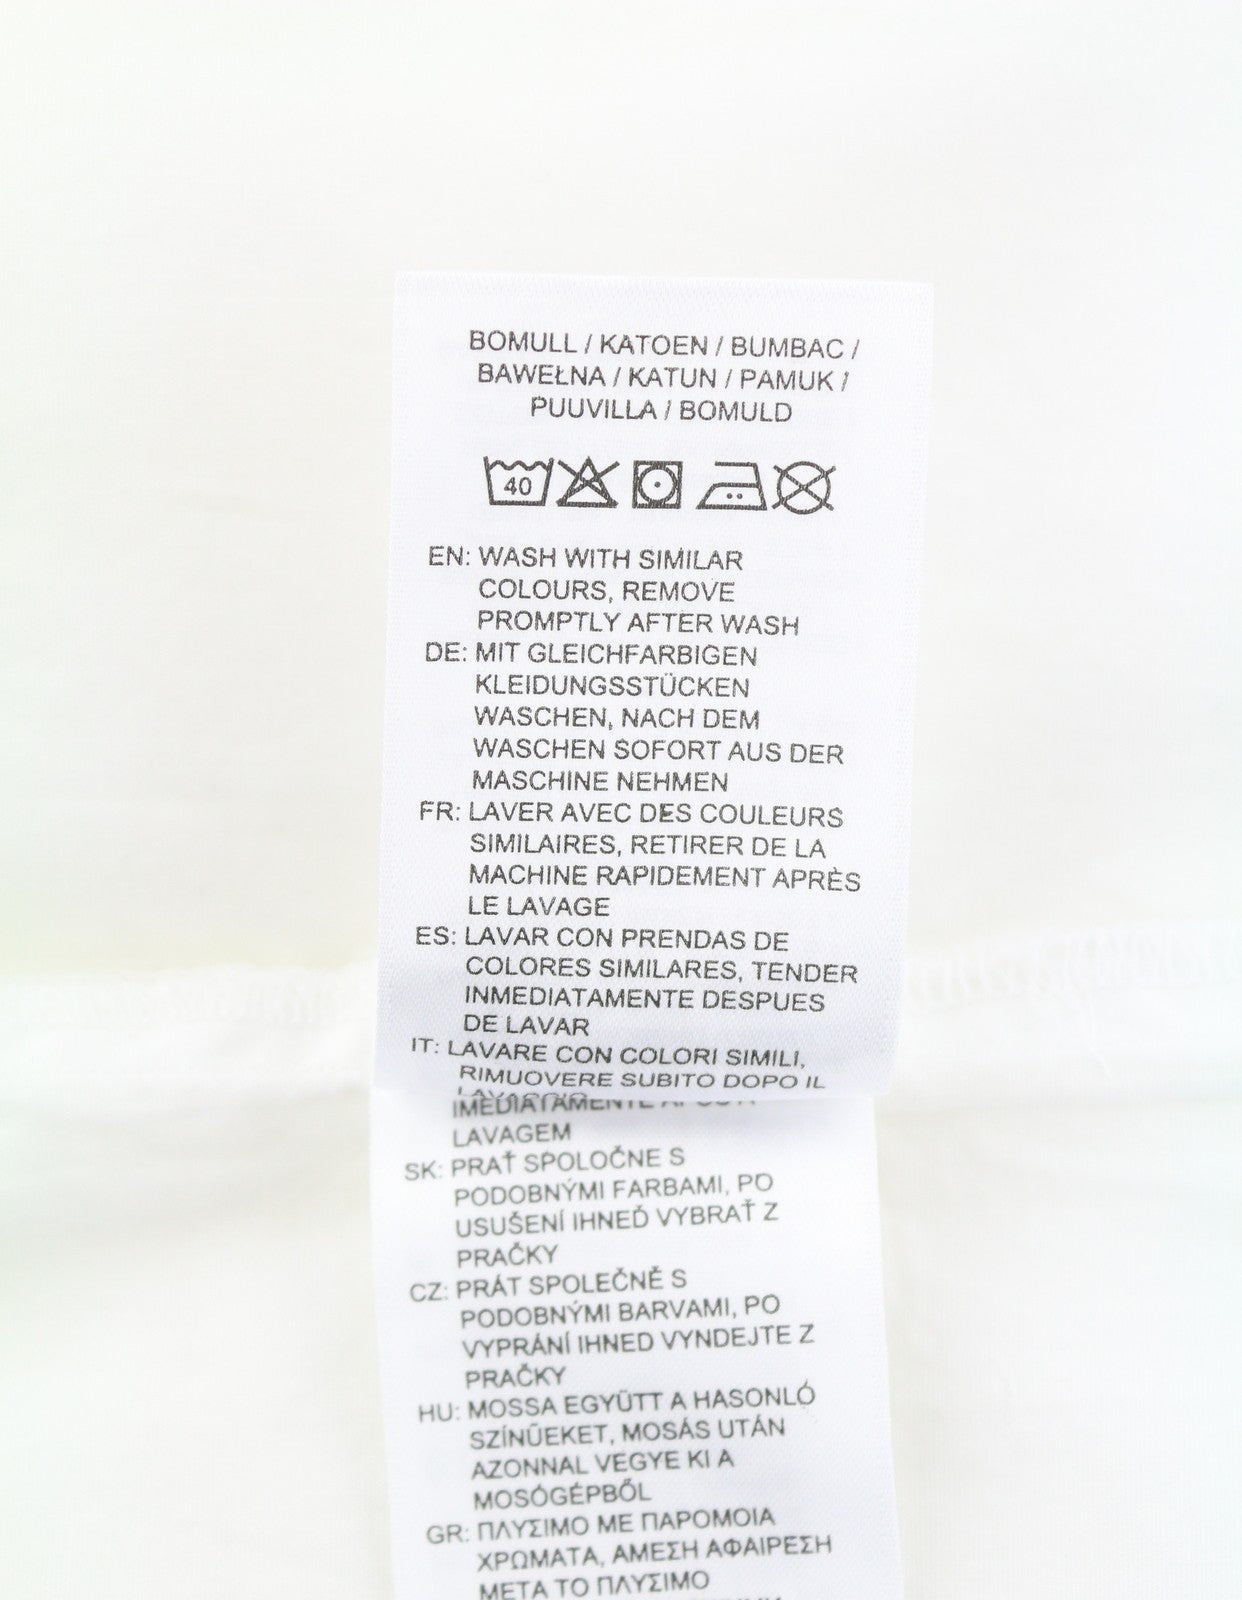 BOMULL / KATOEN / BUMBAC /
BAWEŁNA / KATUN / PAMUK /
PUUVILLA / BOMULD
40
EN: WASH WITH SIMILAR
COLOURS, REMOVE
PROMPTLY AFTER WASH
DE: MIT GLEICHFARBIGEN
KLEIDUNGSSTÜCKEN
WASCHEN, NACH DEM
WASCHEN SOFORT AUS DER
MASCHINE NEHMEN
FR: LAVER AVEC DES COULEURS
SIMILAIRES, RETIRER DE LA
MACHINE RAPIDEMENT APRÈS
LE LAVAGE
ES: LAVAR CON PRENDAS DE
COLORES SIMILARES, TENDER
INMEDIATAMENTE DESPUES
DE LAVAR
IT: LAVARE CON COLORI SIMILI,
RIMUOVERE SUBITO DOPO IL
IMEDIATAMENTE
LAVAGEM
SK: PRAŤ SPOLOČNE S
PODOBNÝMI FARBAMI, PO
USUŠENÍ IHNEĎ VYBRAŤ Z
PRAČKY
CZ: PRÁT SPOLEČNĚ S
PODOBNÝMI BARVAMI, PO
VYPRÁNÍ IHNED VYNDEJTE Z
PRAČKY
HU: MOSSA EGYÜTT A HASONLÓ
SZÍNŰEKET, MOSÁS UTÁN
AZONNAL VEGYE KI A
MOSÓGÉPBŐL
GR: ΠΛΥΣΙΜΟ ΜΕ ΠΑΡΟΜΟΙΑ
ΧΡΩΜΑΤΑ, ΑΜΕΣΗ ΑΦΑΙΡΕΣΗ
ΜΕΤΑ ΤΟ ΠΛΥΣΙΜΟ